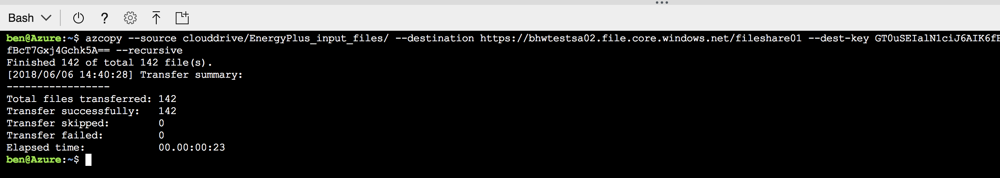 Bash
ben@Azure:~$ azcopy --source clouddrive/EnergyPlus_input_files/ --destination https://bhwtestsa02.file.core.windows.net/fileshare01 --dest-key
fBcT7Gxj4Gchk5A== --recursive
Finished 142 of total 142 file(s).
[2018/06/06 14:40:28] Transfer summary:
-----------------
Total files transferred: 142
Transfer successfully: 142
Transfer skipped: 0
Transfer failed: 0
Elapsed time: 00.00:00:23
ben@Azure:~$